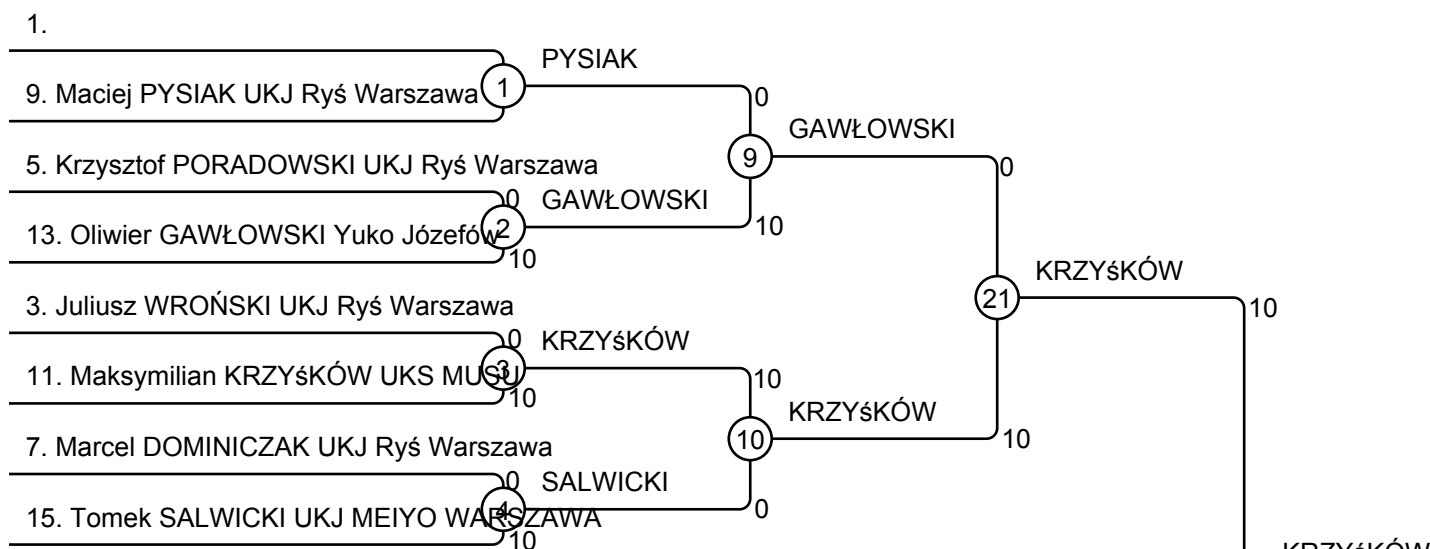 1.
PYSIAK
9. Maciej PYSIAK UKJ Ryś Warszawa
1
0
GAWŁOWSKI
5. Krzysztof PORADOWSKI UKJ Ryś Warszawa
9
0
0
GAWŁOWSKI
13. Oliwier GAWŁOWSKI Yuko Józefów
2
10
10
KRZYśKÓW
3. Juliusz WROŃSKI UKJ Ryś Warszawa
21
10
0
KRZYśKÓW
11. Maksymilian KRZYśKÓW UKS MUSU
3
10
10
KRZYśKÓW
7. Marcel DOMINICZAK UKJ Ryś Warszawa
10
10
0
SALWICKI
15. Tomek SALWICKI UKJ MEIYO WARSZAWA
4
0
10
KRZYśKÓW